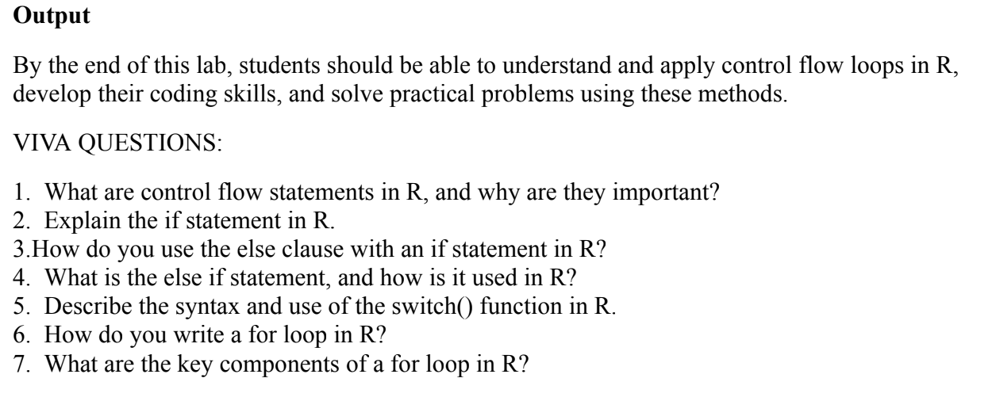 Output
By the end of this lab, students should be able to understand and apply control flow loops in R,
develop their coding skills, and solve practical problems using these methods.
VIVA QUESTIONS:
1. What are control flow statements in R, and why are they important?
2. Explain the if statement in R.
3.How do you use the else clause with an if statement in R?
4. What is the else if statement, and how is it used in R?
5. Describe the syntax and use of the switch() function in R.
6. How do you write a for loop in R?
7. What are the key components of a for loop in R?